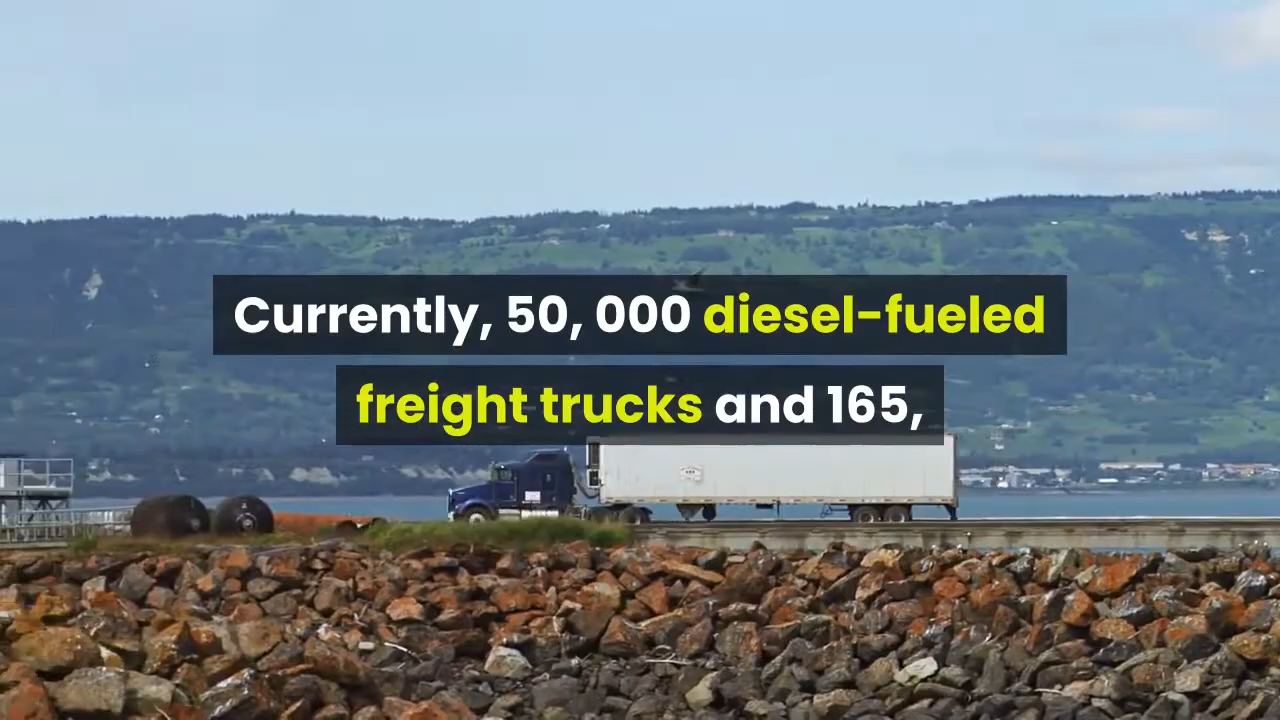 Currently, 50, 000 diesel-fueled
freight trucks and 165,